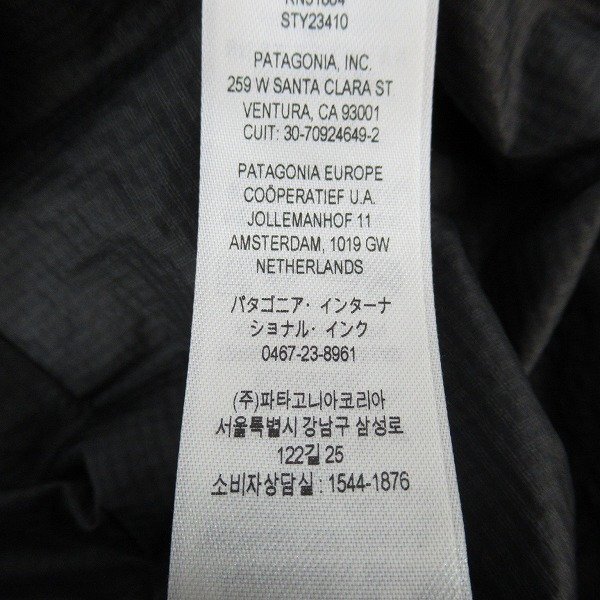 STY23410
PATAGONIA, INC.
259 W SANTA CLARA ST
VENTURA, CA 93001
CUIT: 30-70924649-2
PATAGONIA EUROPE
COÖPERATIEF U.A.
JOLLEMANHOF 11
AMSTERDAM, 1019 GW
NETHERLANDS
パタゴニア・インターナ
ショナル・インク
0467-23-8961
(주)파타고니아코리아
서울특별시 강남구 삼성로
122길 25
소비자상담실 : 1544-1876